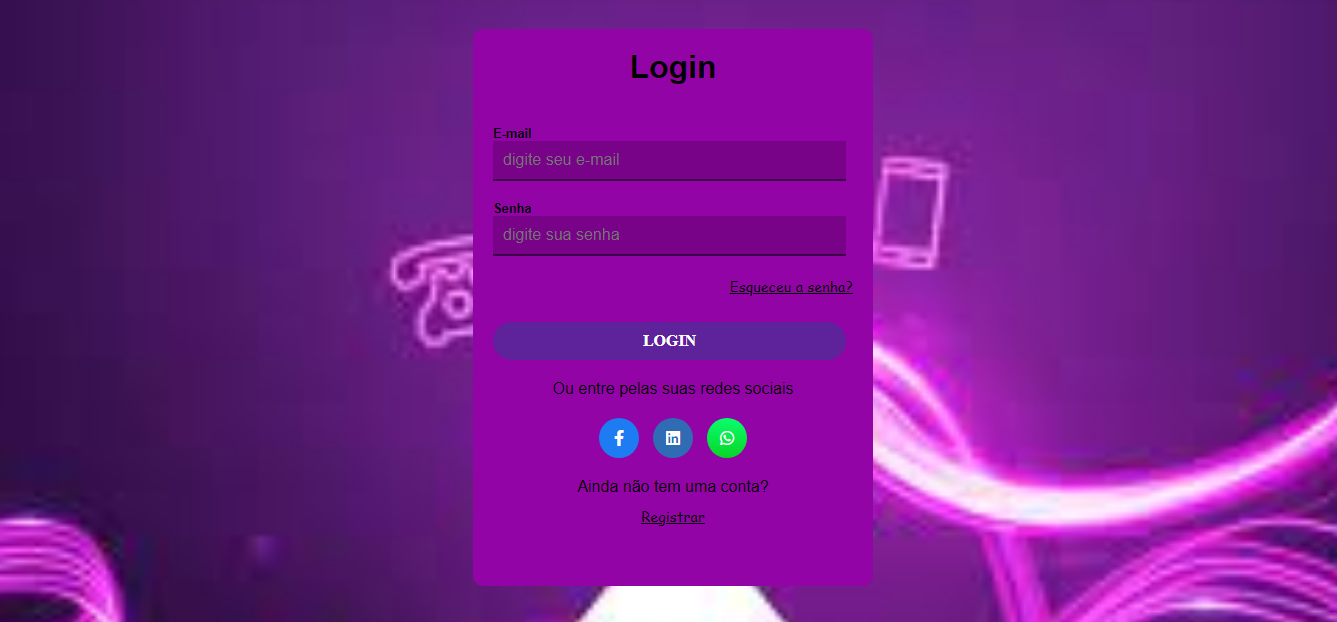 Login
E-mail
digite seu e-mail
Senha
digite sua senha
Esqueceu a senha?
LOGIN
Ou entre pelas suas redes sociais
Ainda não tem uma conta?
Registrar